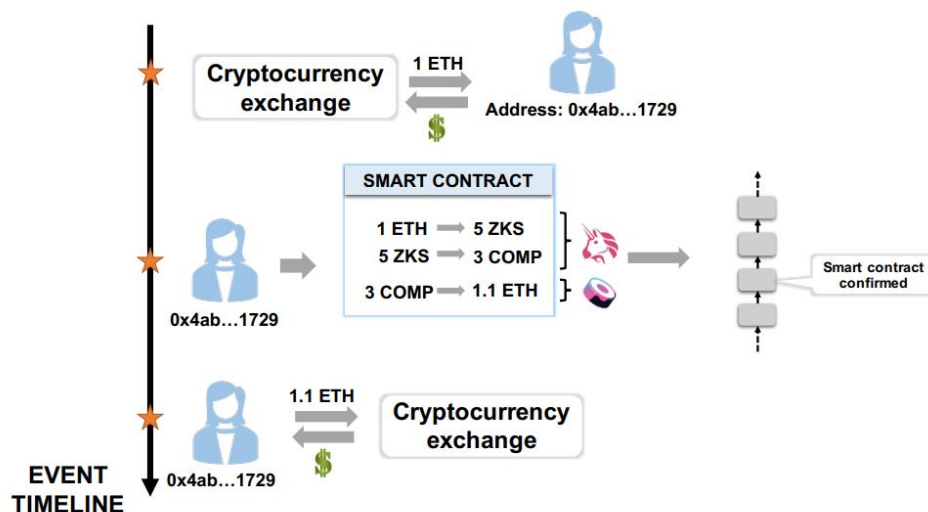 Cryptocurrency
exchange
1 ETH
$
Address: 0x4ab...1729
SMART CONTRACT
1 ETH 5 ZKS
5 ZKS 3 COMP
3 COMP 1.1 ETH
0x4ab...1729
Smart contract
confirmed
1.1 ETH
$
Cryptocurrency
exchange
0x4ab...1729
EVENT
TIMELINE